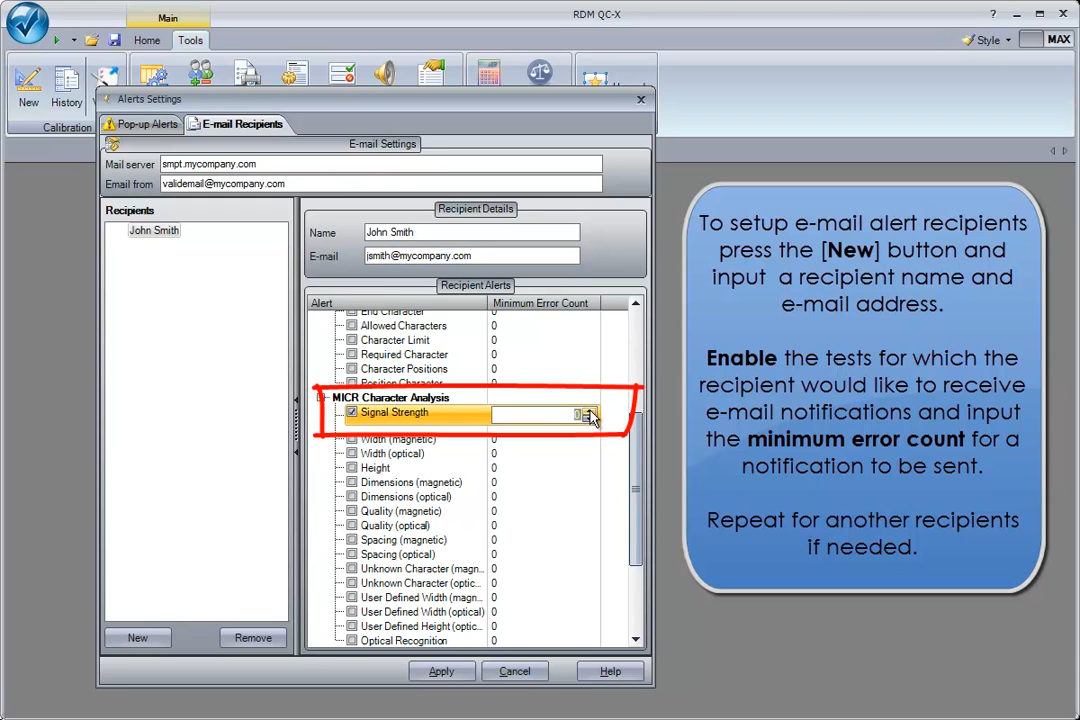 Main
RDM QC-X
?
Home
Tools
Style
MAX
New
History
Calibration
Alerts Settings
Pop-up Alerts
E-mail Recipients
E-mail Settings
Mail server
smpt.mycompany.com
Email from
validemail@mycompany.com
Recipients
John Smith
New
Remove
Recipient Details
Name
John Smith
E-mail
jsmith@mycompany.com
Recipient Alerts
Alert Minimum Error Count
End Character 0
Allowed Characters 0
Character Limit 0
Required Character 0
Character Positions 0
Position Character 0
MICR Character Analysis
Signal Strength
Width (magnetic) 0
Width (optical) 0
Height 0
Dimensions (magnetic) 0
Dimensions (optical) 0
Quality (magnetic) 0
Quality (optical) 0
Spacing (magnetic) 0
Spacing (optical) 0
Unknown Character (magn... 0
Unknown Character (optic... 0
User Defined Width (magn... 0
User Defined Width (optical) 0
User Defined Height (optic... 0
Optical Recognition 0
Apply
Cancel
Help
To setup e-mail alert recipients
press the [New] button and
input a recipient name and
e-mail address.
Enable the tests for which the
recipient would like to receive
e-mail notifications and input
the minimum error count for a
notification to be sent.
Repeat for another recipients
if needed.